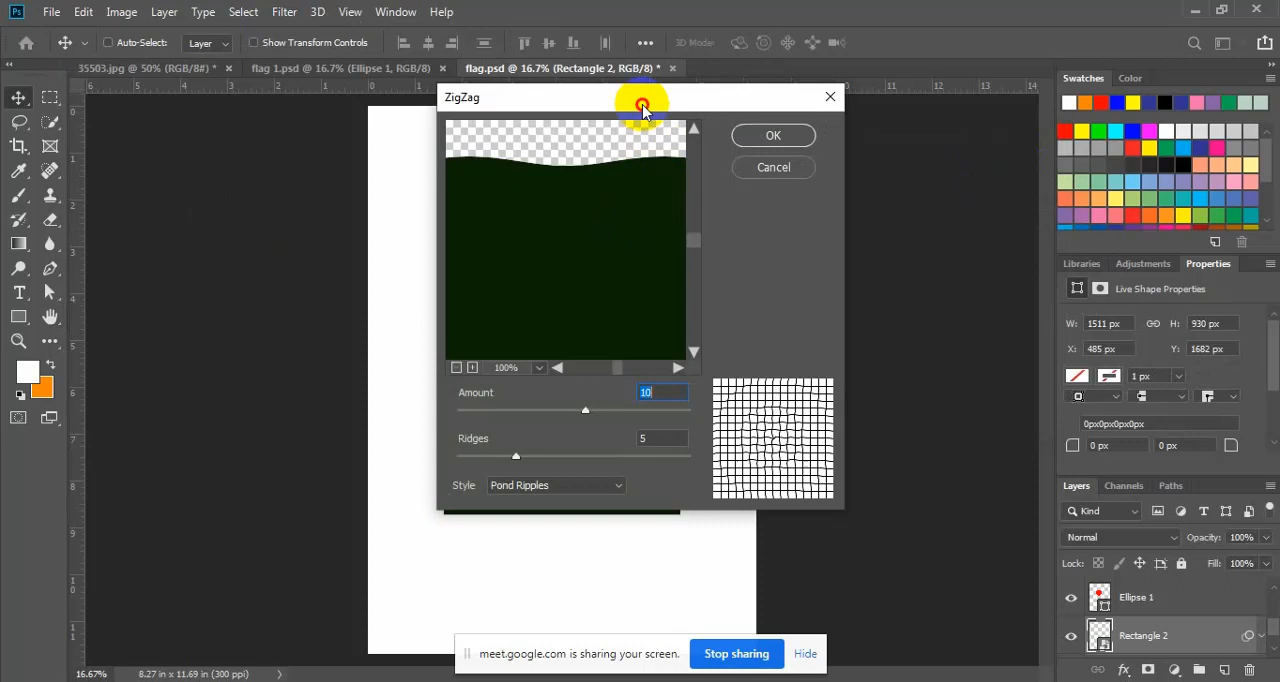 Ps File Edit Image Layer Type Select Filter 3D View Window Help
Auto-Select: Layer Show Transform Controls 3D Mode:
35503.jpg @ 50% (RGB/8#) * × flag 1.psd @ 16.7% (Ellipse 1, RGB/8) × flag.psd @ 16.7% (Rectangle 2, RGB/8) * ×
ZigZag
OK
Cancel
100%
Amount 10
Ridges 5
Style Pond Ripples
Swatches Color
Libraries Adjustments Properties
Live Shape Properties
W: 1511 px H: 930 px
X: 485 px Y: 1682 px
1 px
0px0px0px0px
0 px 0 px
Layers Channels Paths
Kind
Normal Opacity: 100%
Lock: Fill: 100%
Ellipse 1
Rectangle 2
fx
meet.google.com is sharing your screen. Stop sharing Hide
16.67% 8.27 in x 11.69 in (300 ppi)